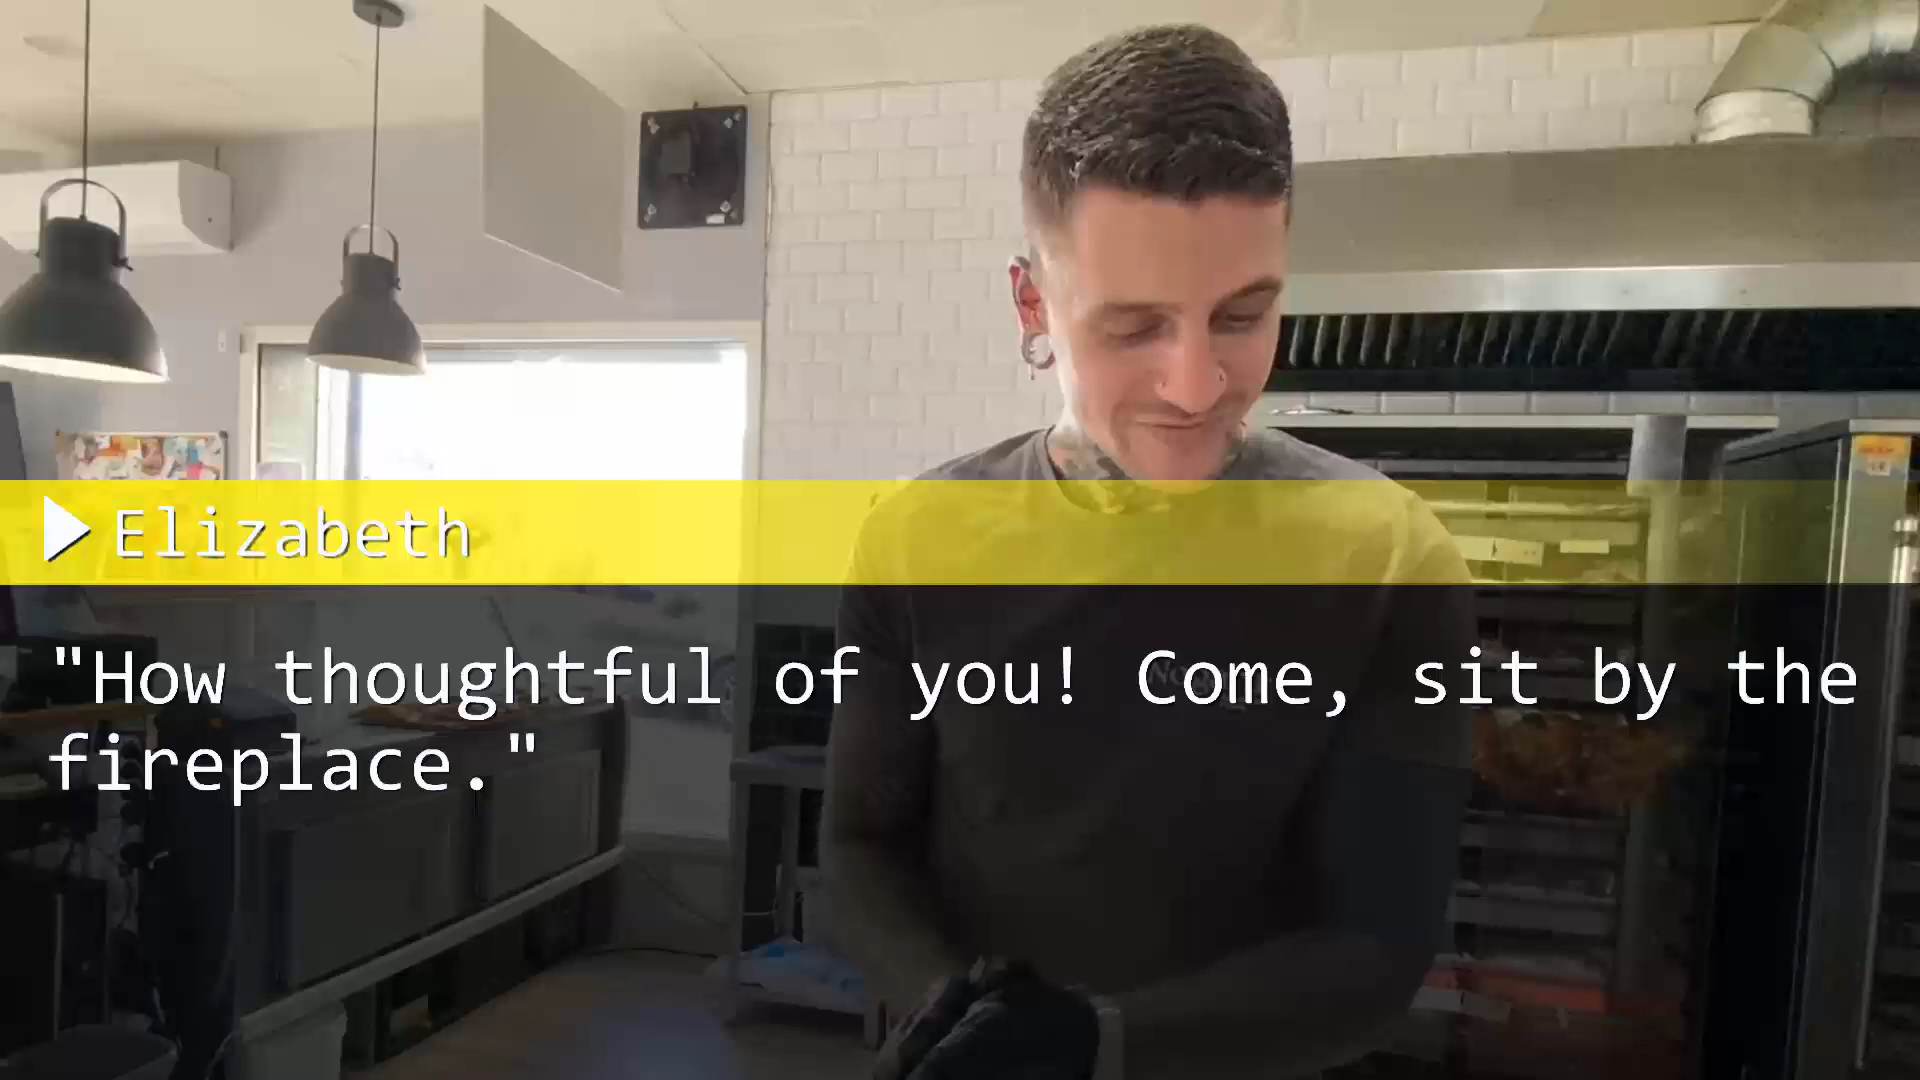 Elizabeth
"How thoughtful of you! Come, sit by the
fireplace."